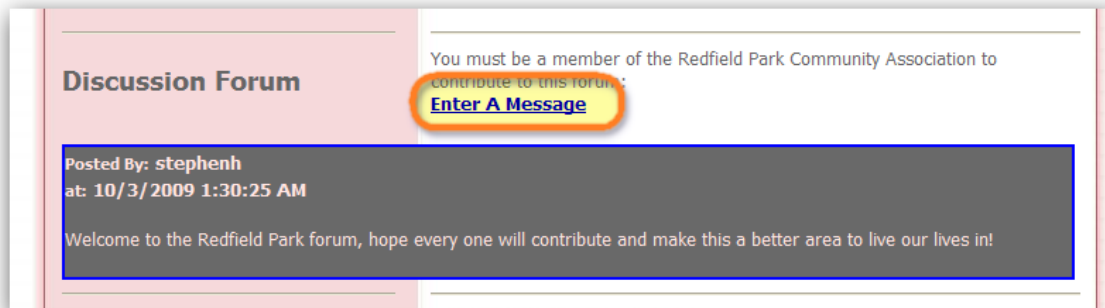 Discussion Forum
You must be a member of the Redfield Park Community Association to
contribute to this forum:
Enter A Message
Posted By: stephenh
at: 10/3/2009 1:30:25 AM
Welcome to the Redfield Park forum, hope every one will contribute and make this a better area to live our lives in!